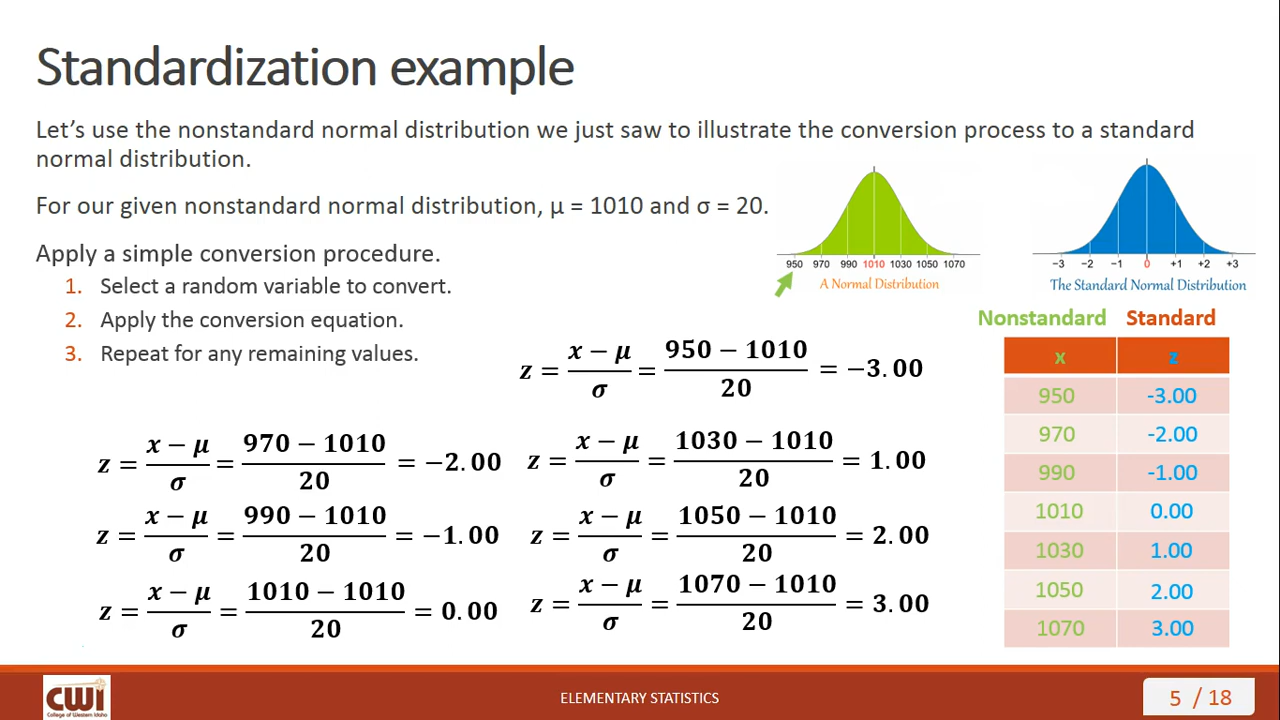 Standardization example
Let’s use the nonstandard normal distribution we just saw to illustrate the conversion process to a standard
normal distribution.
For our given nonstandard normal distribution, μ = 1010 and σ = 20.
Apply a simple conversion procedure.
1. Select a random variable to convert.
2. Apply the conversion equation.
3. Repeat for any remaining values.
950 970 990 1010 1030 1050 1070
A Normal Distribution
−3 −2 −1 0 +1 +2 +3
The Standard Normal Distribution
z = (x − μ)/σ = (950 − 1010)/20 = −3.00
z = (x − μ)/σ = (970 − 1010)/20 = −2.00
z = (x − μ)/σ = (990 − 1010)/20 = −1.00
z = (x − μ)/σ = (1010 − 1010)/20 = 0.00
z = (x − μ)/σ = (1030 − 1010)/20 = 1.00
z = (x − μ)/σ = (1050 − 1010)/20 = 2.00
z = (x − μ)/σ = (1070 − 1010)/20 = 3.00
Nonstandard Standard
x z
950 -3.00
970 -2.00
990 -1.00
1010 0.00
1030 1.00
1050 2.00
1070 3.00
CWI
College of Western Idaho
ELEMENTARY STATISTICS
5 / 18